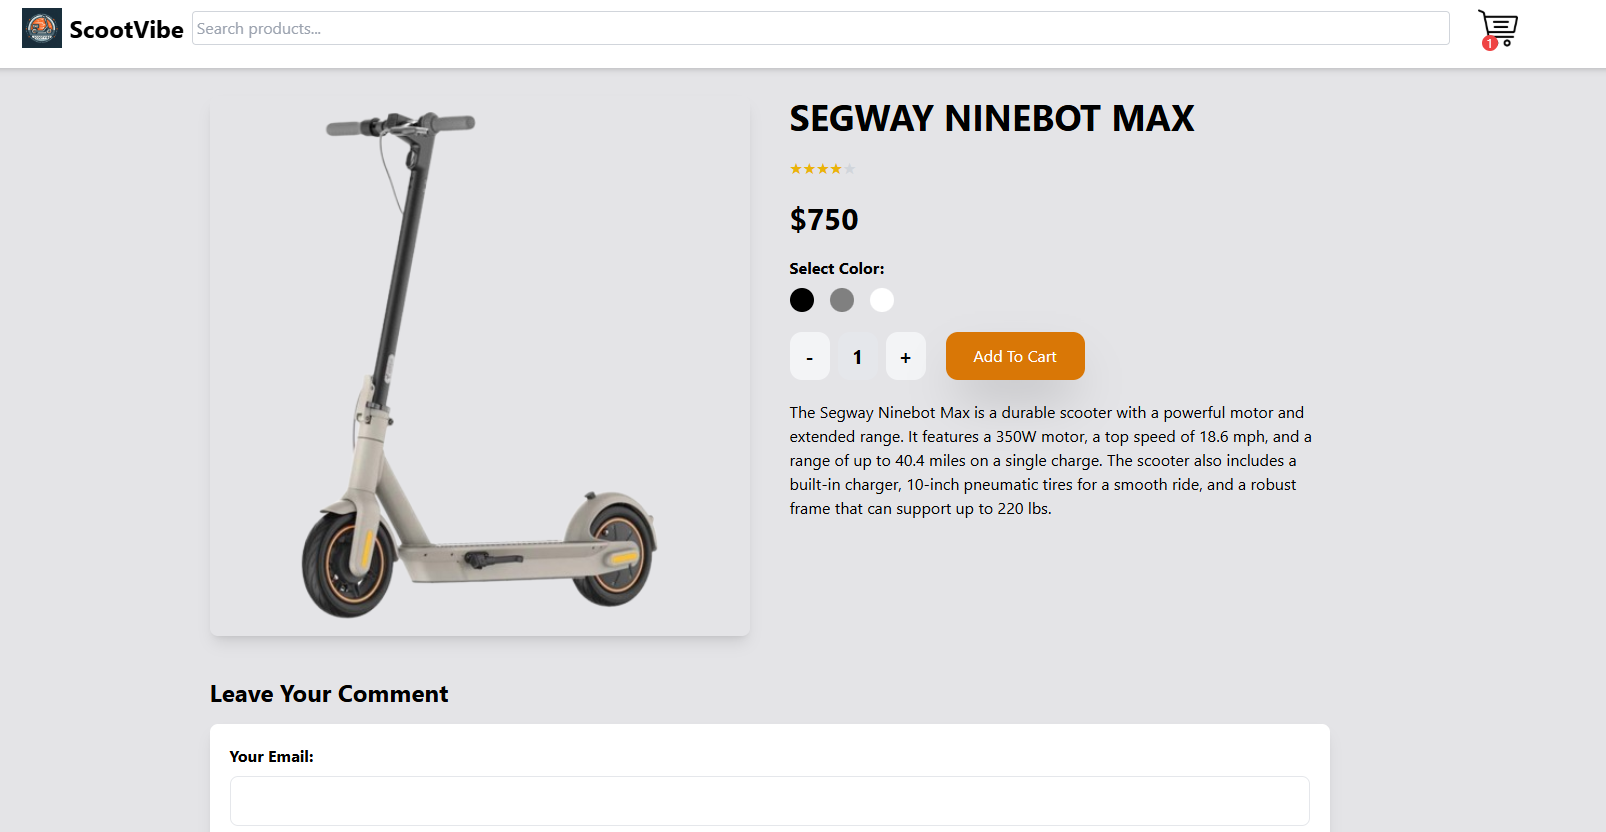 ScootVibe
Search products...
1
SEGWAY NINEBOT MAX
★★★★★
$750
Select Color:
- 1 + Add To Cart
The Segway Ninebot Max is a durable scooter with a powerful motor and
extended range. It features a 350W motor, a top speed of 18.6 mph, and a
range of up to 40.4 miles on a single charge. The scooter also includes a
built-in charger, 10-inch pneumatic tires for a smooth ride, and a robust
frame that can support up to 220 lbs.
Leave Your Comment
Your Email: